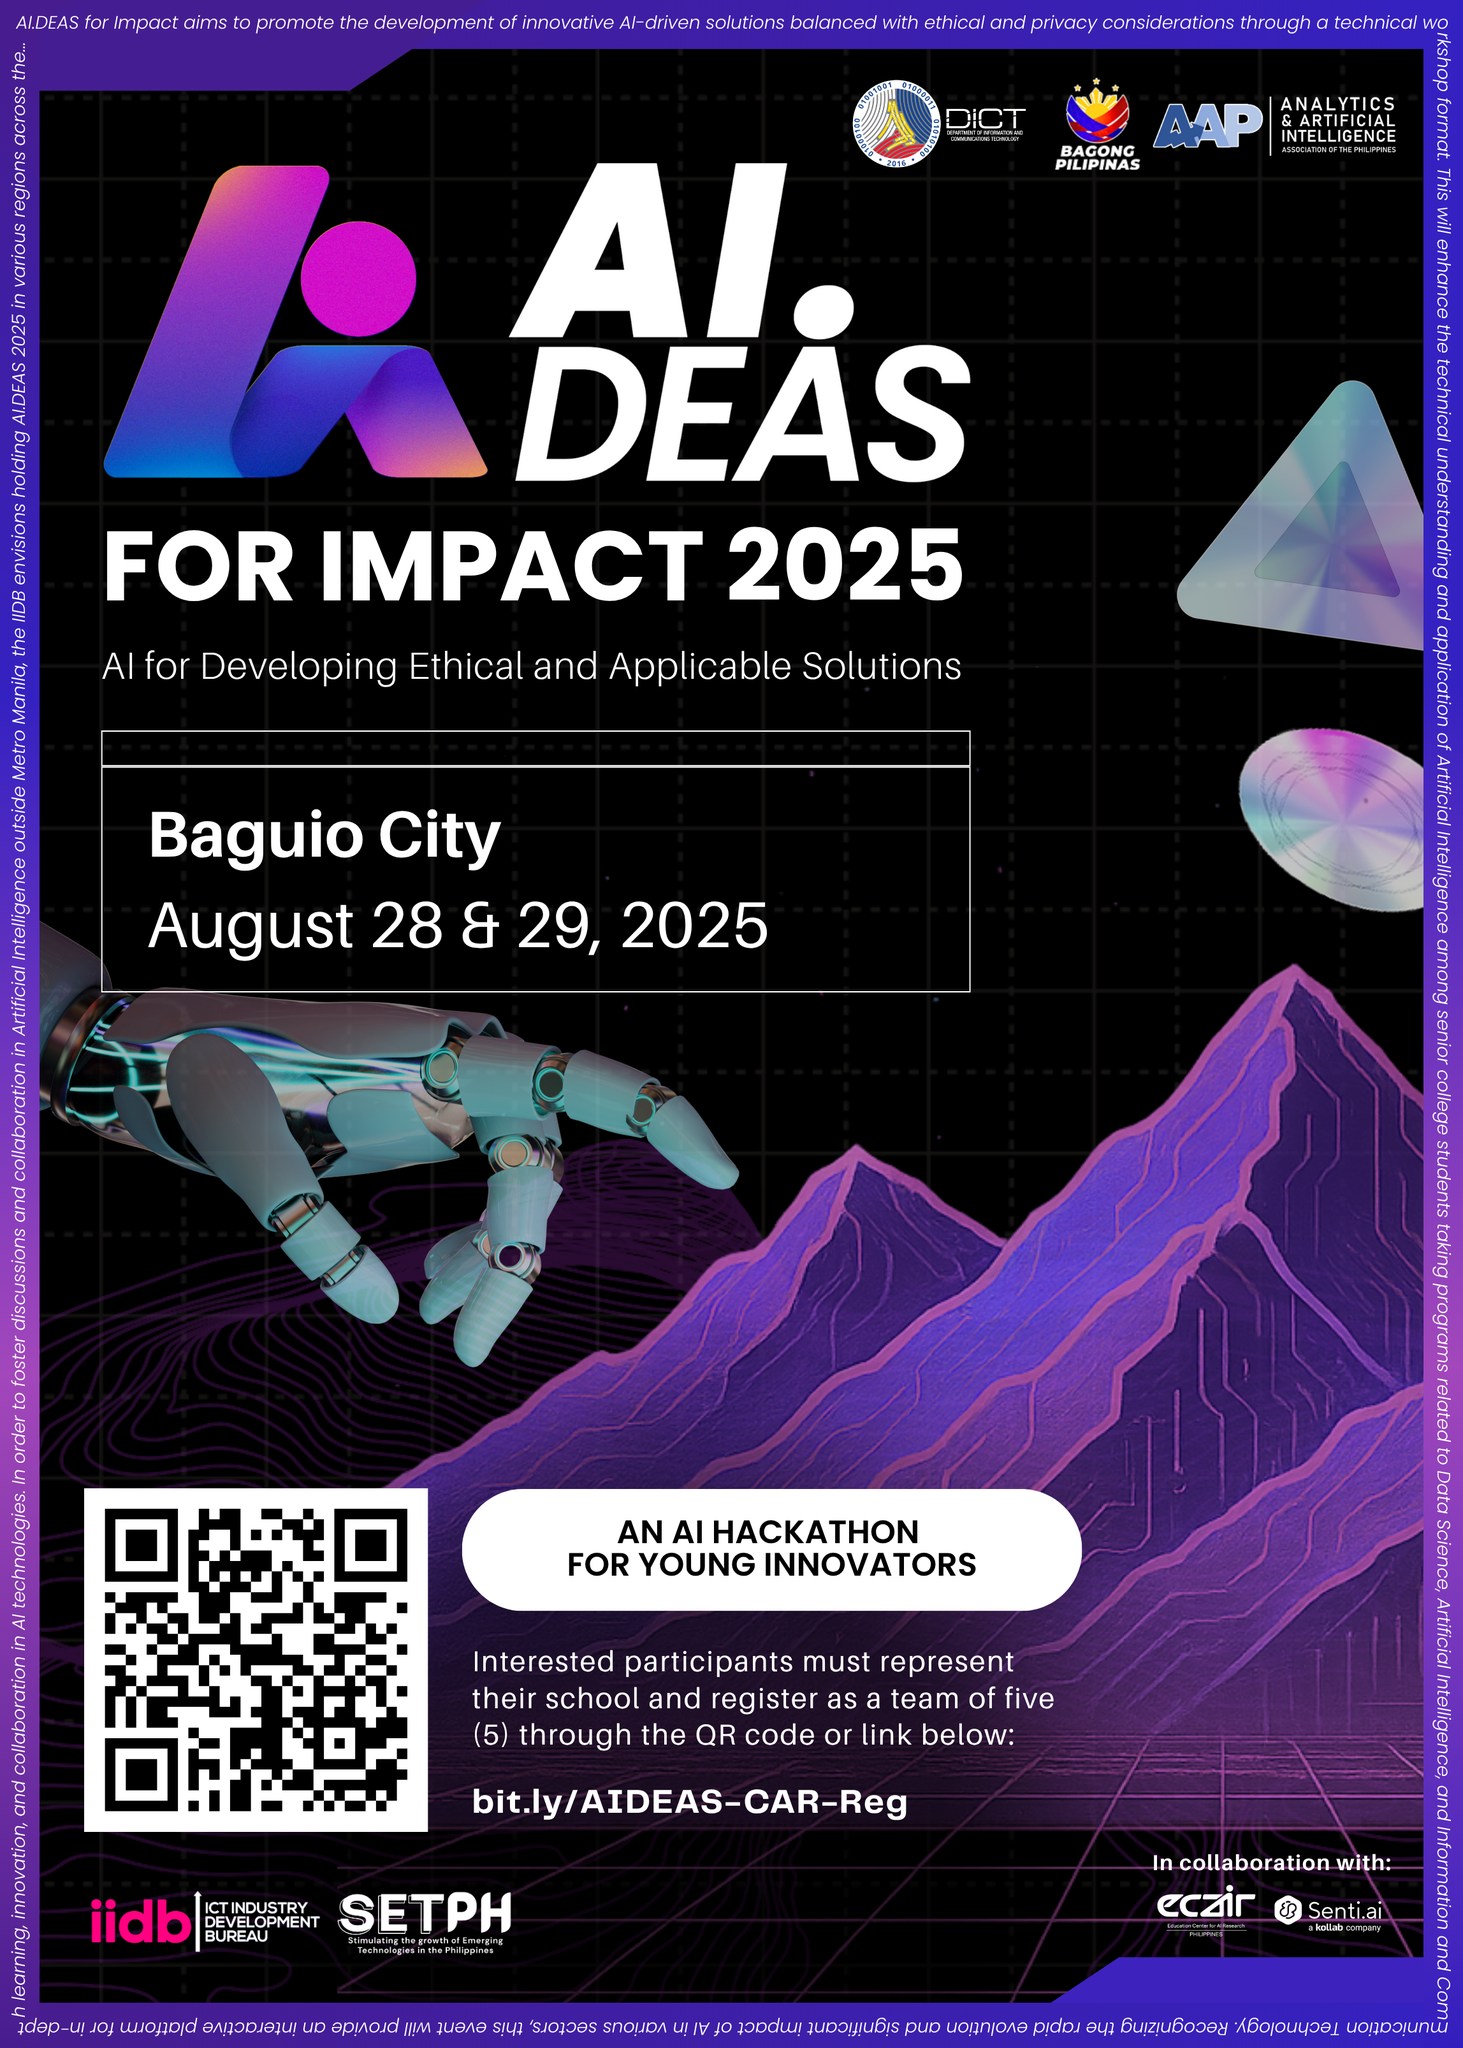 AI.DEAS for Impact aims to promote the development of innovative AI-driven solutions balanced with ethical and privacy considerations through a technical workshop format. This will enhance the technical understanding and application of Artificial Intelligence among senior college students taking programs related to Data Science, Artificial Intelligence, and Information and Communication Technology. Recognizing the rapid evolution and significant impact of AI in various sectors, this event will provide an interactive platform for in-depth learning, innovation, and collaboration in AI technologies. In order to foster discussions and collaboration in Artificial Intelligence outside Metro Manila, the IIDB envisions holding AI.DEAS 2025 in various regions across the...
01001001 01000011 01010100 01000100
2016
DICT
DEPARTMENT OF INFORMATION AND
COMMUNICATIONS TECHNOLOGY
BAGONG
PILIPINAS
AAP
ANALYTICS
& ARTIFICIAL
INTELLIGENCE
ASSOCIATION OF THE PHILIPPINES
AI.
DEAS
FOR IMPACT 2025
AI for Developing Ethical and Applicable Solutions
Baguio City
August 28 & 29, 2025
AN AI HACKATHON
FOR YOUNG INNOVATORS
Interested participants must represent
their school and register as a team of five
(5) through the QR code or link below:
bit.ly/AIDEAS-CAR-Reg
iidb
ICT INDUSTRY
DEVELOPMENT
BUREAU
SETPH
Stimulating the growth of Emerging
Technologies in the Philippines
In collaboration with:
ecair
Education Center for AI Research
PHILIPPINES
Senti.ai
a kollab company